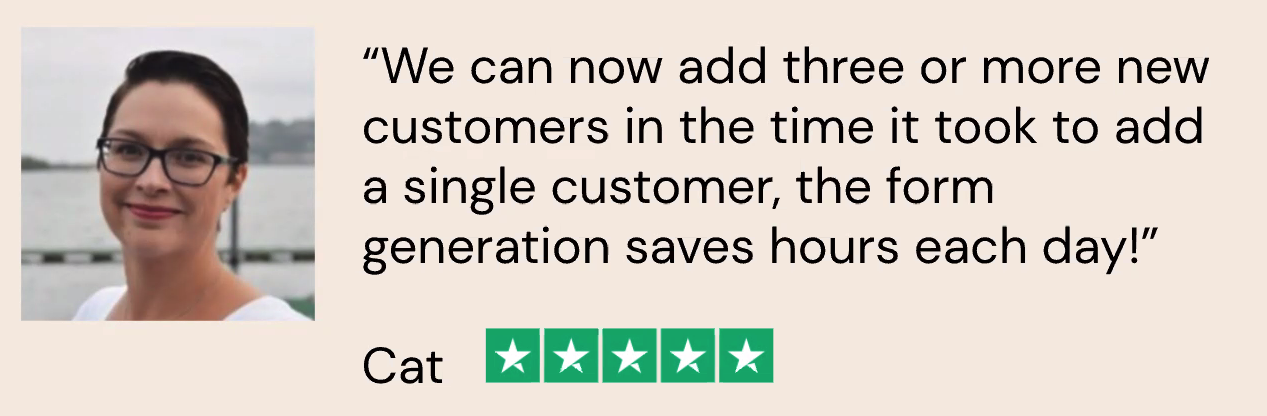 “We can now add three or more new
customers in the time it took to add
a single customer, the form
generation saves hours each day!”
Cat